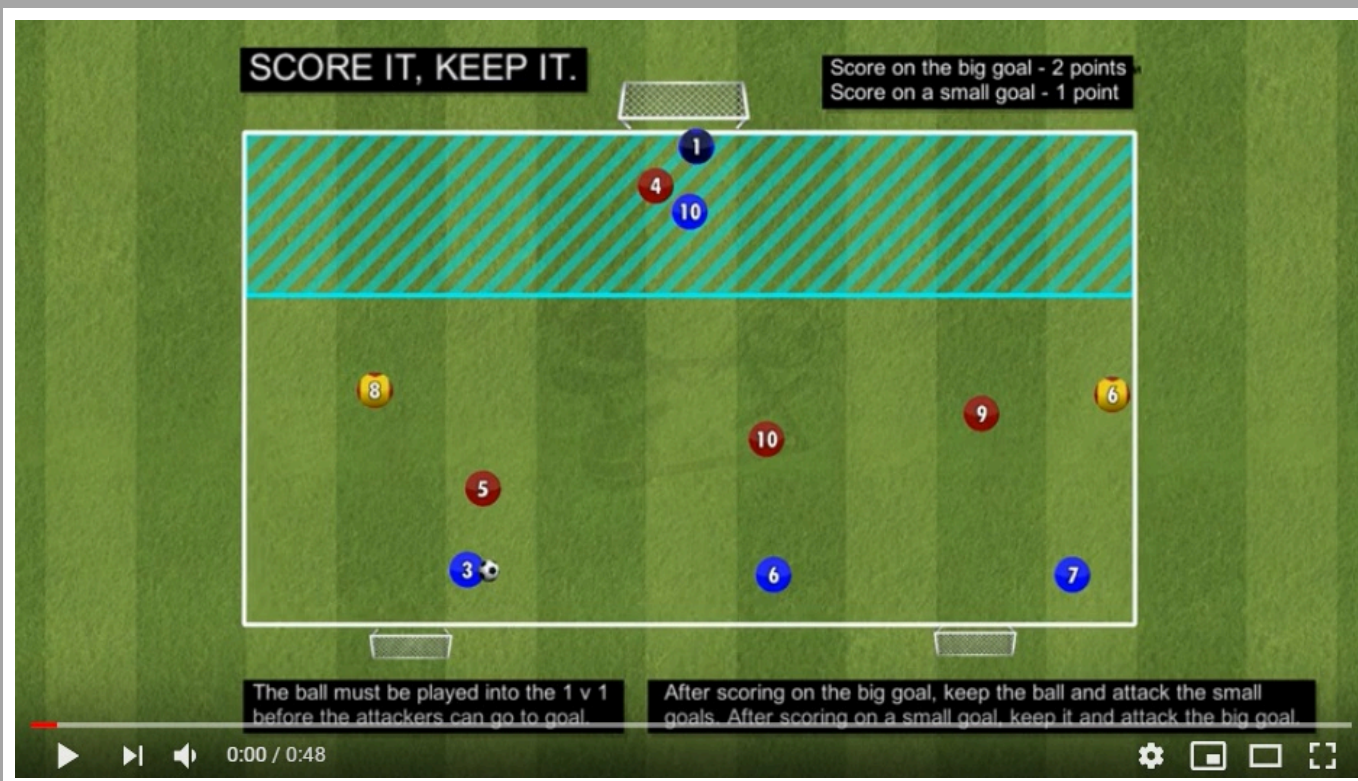 SCORE IT, KEEP IT.
Score on the big goal - 2 points
Score on a small goal - 1 point
1
4
10
8
6
9
10
5
3
6
7
The ball must be played into the 1 v 1
before the attackers can go to goal.
After scoring on the big goal, keep the ball and attack the small
goals. After scoring on a small goal, keep it and attack the big goal.
0:00 / 0:48